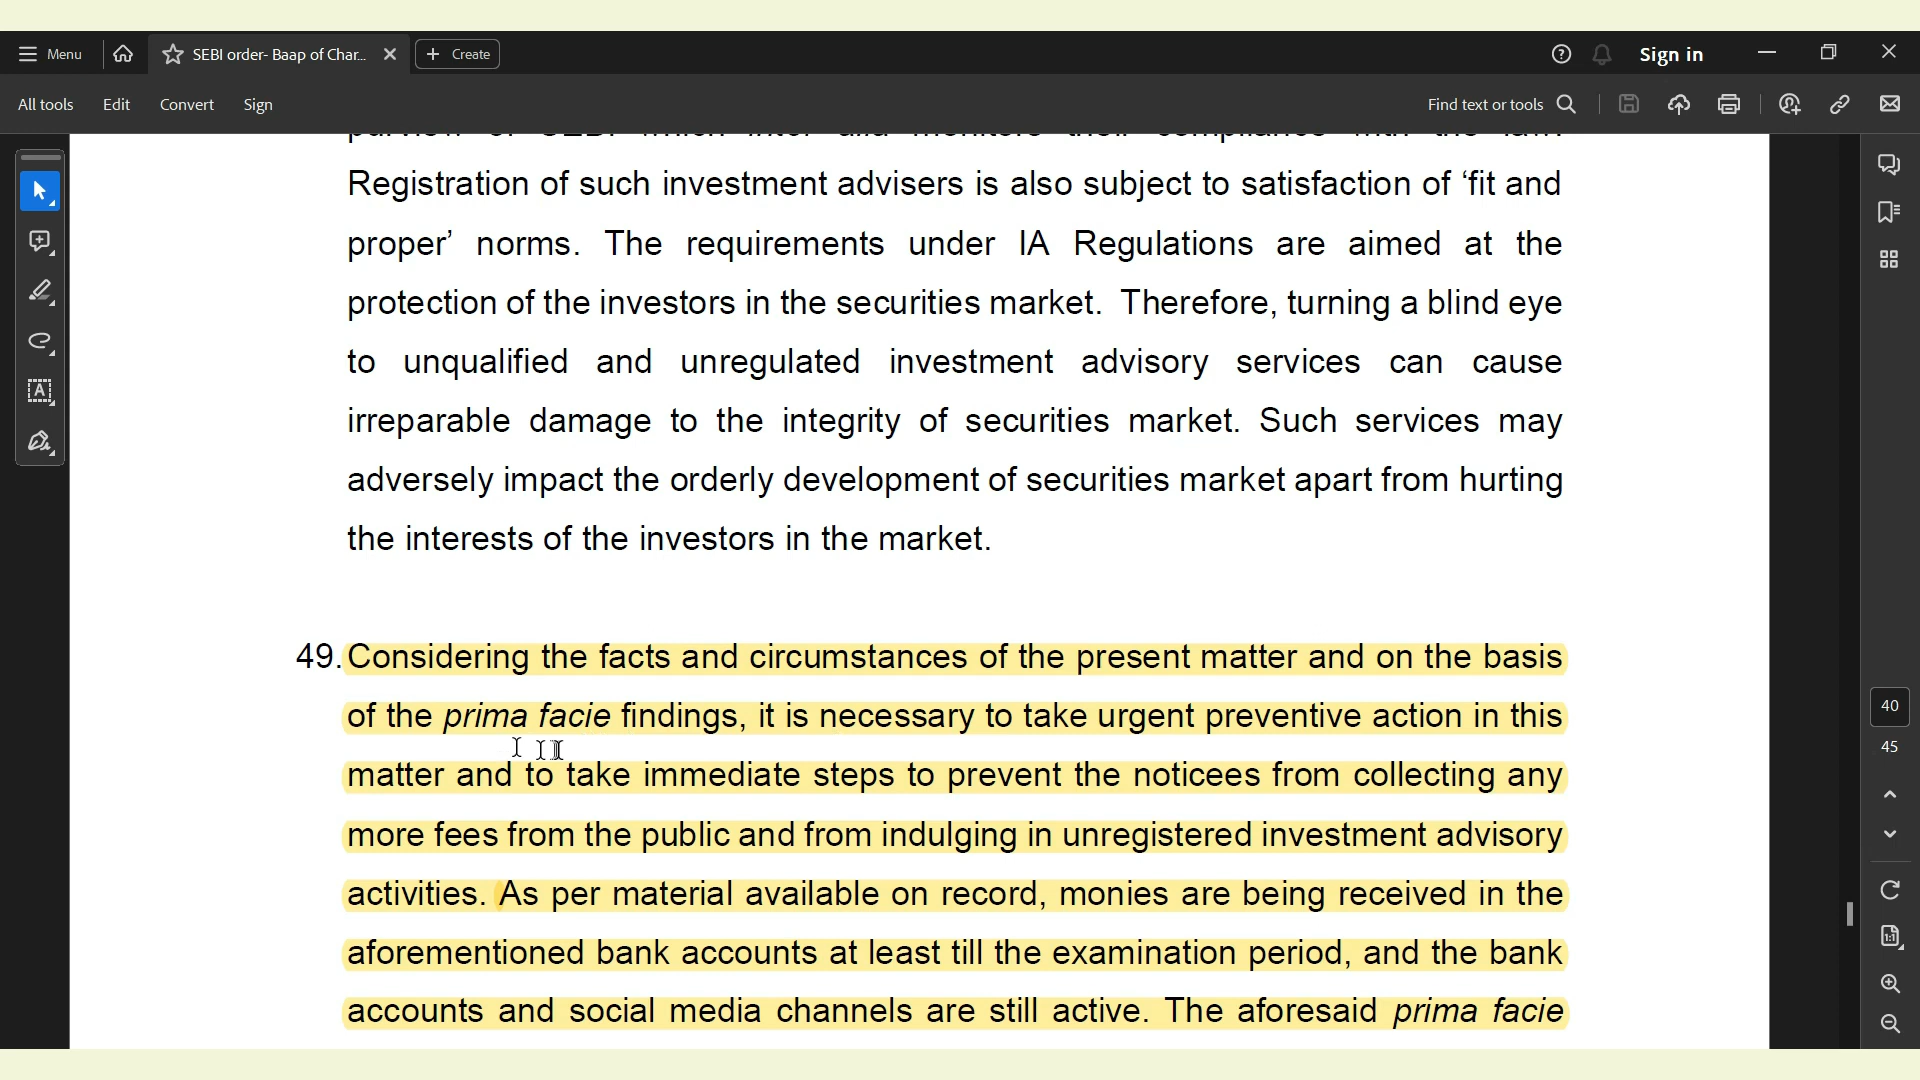 Menu
SEBI order- Baap of Char...
Create
Sign in
All tools
Edit
Convert
Sign
Find text or tools
Registration of such investment advisers is also subject to satisfaction of ‘fit and
proper’ norms. The requirements under IA Regulations are aimed at the
protection of the investors in the securities market. Therefore, turning a blind eye
to unqualified and unregulated investment advisory services can cause
irreparable damage to the integrity of securities market. Such services may
adversely impact the orderly development of securities market apart from hurting
the interests of the investors in the market.
49. Considering the facts and circumstances of the present matter and on the basis
of the prima facie findings, it is necessary to take urgent preventive action in this
matter and to take immediate steps to prevent the noticees from collecting any
more fees from the public and from indulging in unregistered investment advisory
activities. As per material available on record, monies are being received in the
aforementioned bank accounts at least till the examination period, and the bank
accounts and social media channels are still active. The aforesaid prima facie
40
45